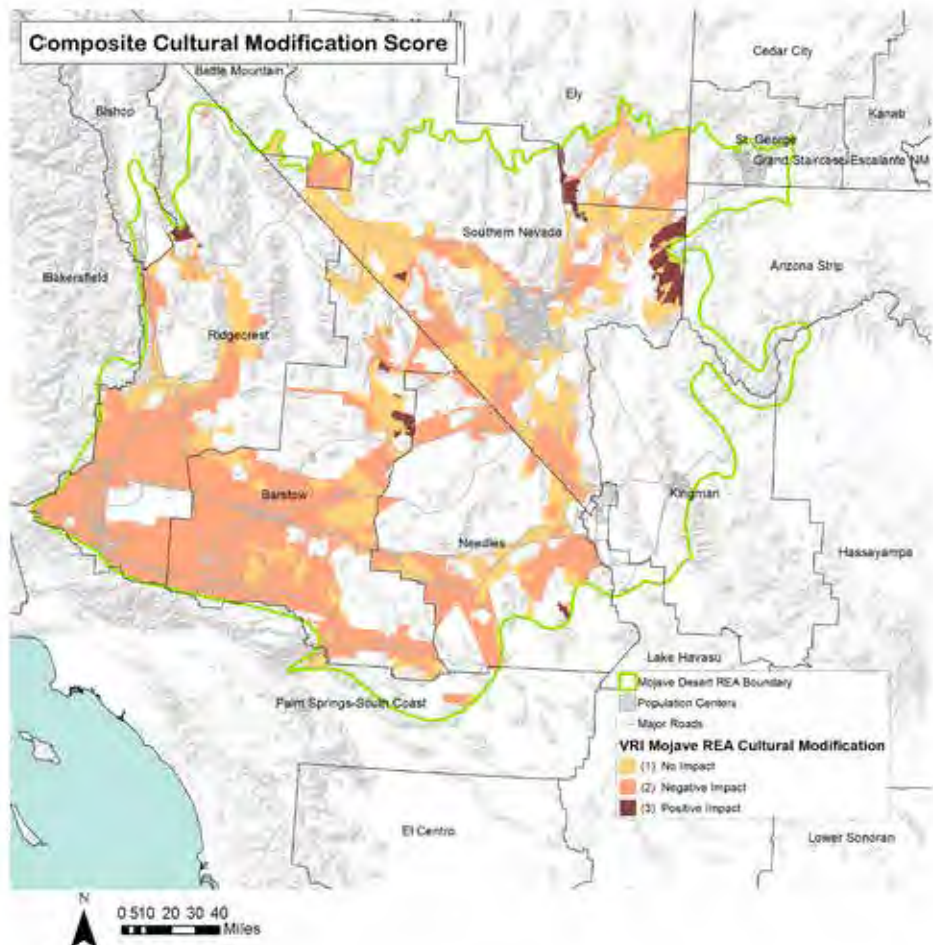 Composite Cultural Modification Score
Battle Mountain
Cedar City
Bishop
Ely
Kanab
St. George
Grand Staircase-Escalante NM
Southern Nevada
Arizona Strip
Bakersfield
Ridgecrest
Barstow
Kingman
Needles
Hassayampa
Lake Havasu
Palm Springs-South Coast
Mojave Desert REA Boundary
Population Centers
Major Roads
VRI Mojave REA Cultural Modification
(1) No Impact
(2) Negative Impact
(3) Positive Impact
El Centro
Lower Sonoran
N
0 5 10 20 30 40
Miles